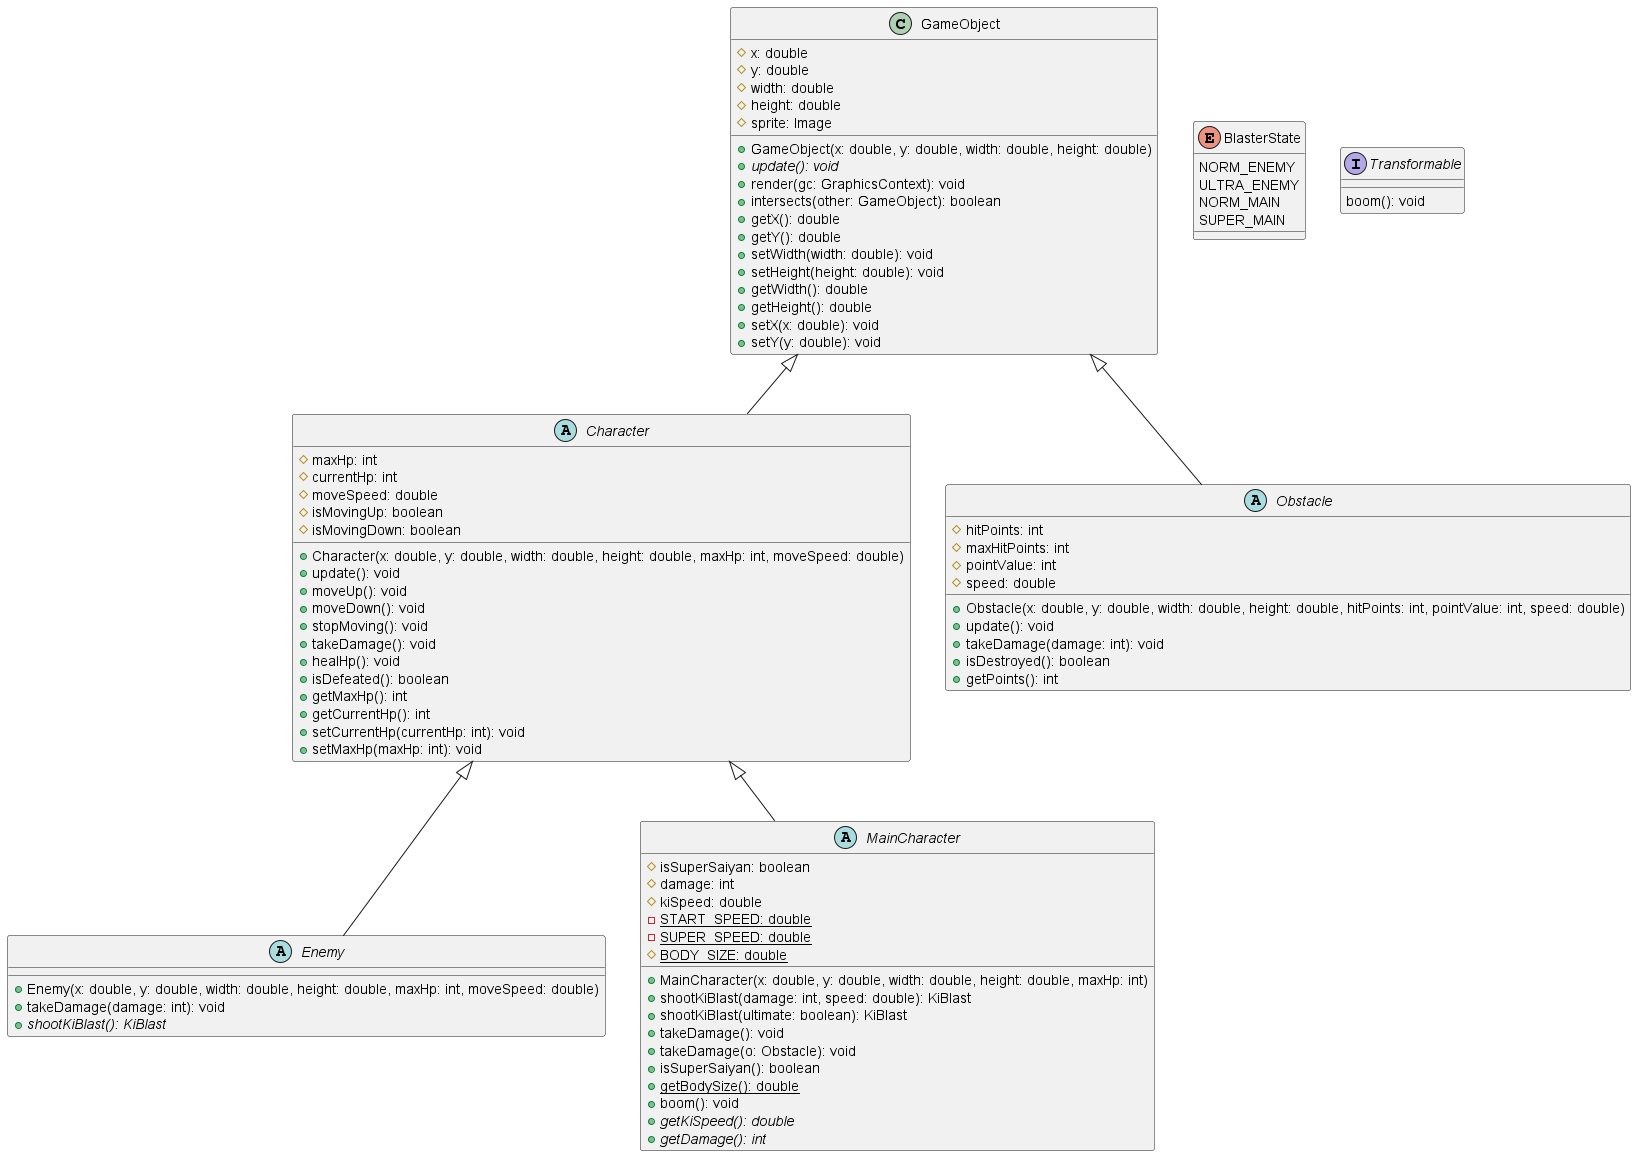 C GameObject
x: double
y: double
width: double
height: double
sprite: Image
GameObject(x: double, y: double, width: double, height: double)
update(): void
render(gc: GraphicsContext): void
intersects(other: GameObject): boolean
getX(): double
getY(): double
setWidth(width: double): void
setHeight(height: double): void
getWidth(): double
getHeight(): double
setX(x: double): void
setY(y: double): void
E BlasterState
NORM_ENEMY
ULTRA_ENEMY
NORM_MAIN
SUPER_MAIN
I Transformable
boom(): void
A Character
maxHp: int
currentHp: int
moveSpeed: double
isMovingUp: boolean
isMovingDown: boolean
Character(x: double, y: double, width: double, height: double, maxHp: int, moveSpeed: double)
update(): void
moveUp(): void
moveDown(): void
stopMoving(): void
takeDamage(): void
healHp(): void
isDefeated(): boolean
getMaxHp(): int
getCurrentHp(): int
setCurrentHp(currentHp: int): void
setMaxHp(maxHp: int): void
A Obstacle
hitPoints: int
maxHitPoints: int
pointValue: int
speed: double
Obstacle(x: double, y: double, width: double, height: double, hitPoints: int, pointValue: int, speed: double)
update(): void
takeDamage(damage: int): void
isDestroyed(): boolean
getPoints(): int
A Enemy
Enemy(x: double, y: double, width: double, height: double, maxHp: int, moveSpeed: double)
takeDamage(damage: int): void
shootKiBlast(): KiBlast
A MainCharacter
isSuperSaiyan: boolean
damage: int
kiSpeed: double
START_SPEED: double
SUPER_SPEED: double
BODY_SIZE: double
MainCharacter(x: double, y: double, width: double, height: double, maxHp: int)
shootKiBlast(damage: int, speed: double): KiBlast
shootKiBlast(ultimate: boolean): KiBlast
takeDamage(): void
takeDamage(o: Obstacle): void
isSuperSaiyan(): boolean
getBodySize(): double
boom(): void
getKiSpeed(): double
getDamage(): int